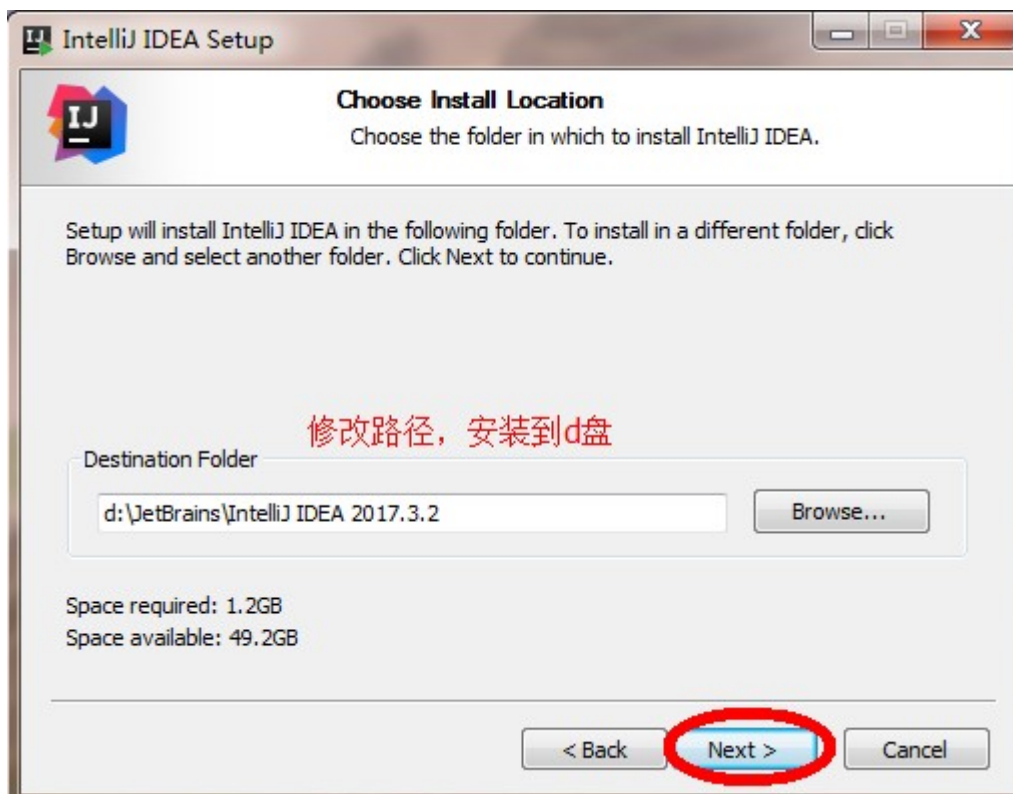 IntelliJ IDEA Setup
IJ
Choose Install Location
Choose the folder in which to install IntelliJ IDEA.
Setup will install IntelliJ IDEA in the following folder. To install in a different folder, click
Browse and select another folder. Click Next to continue.
修改路径，安装到d盘
Destination Folder
d:\JetBrains\IntelliJ IDEA 2017.3.2
Browse...
Space required: 1.2GB
Space available: 49.2GB
< Back
Next >
Cancel